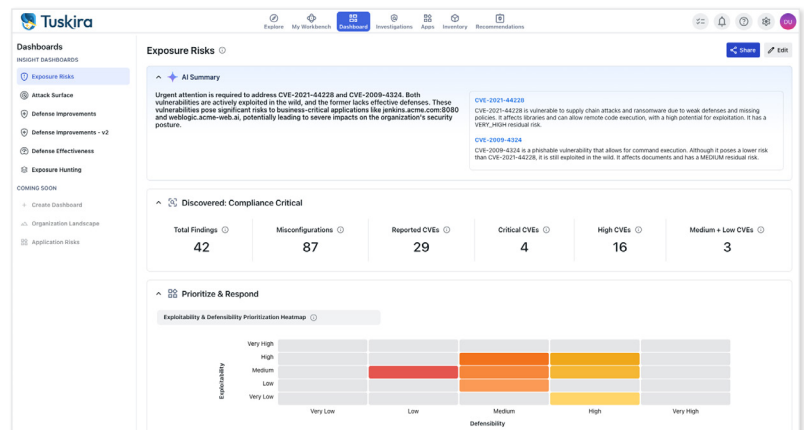 Tuskira
Explore My Workbench Dashboard Investigations Apps Inventory Recommendations
DU
Dashboards
INSIGHT DASHBOARDS
Exposure Risks
Attack Surface
Defense Improvements
Defense Improvements - v2
Defense Effectiveness
Exposure Hunting
COMING SOON
+ Create Dashboard
Organization Landscape
Application Risks
Exposure Risks
Share Edit
AI Summary
Urgent attention is required to address CVE-2021-44228 and CVE-2009-4324. Both
vulnerabilities are actively exploited in the wild, and the former lacks effective defenses. These
vulnerabilities pose significant risks to business-critical applications like jenkins.acme.com:8080
and weblogic.acme-web.ai, potentially leading to severe impacts on the organization's security
posture.
CVE-2021-44228
CVE-2021-44228 is vulnerable to supply chain attacks and ransomware due to weak defenses and missing
policies. It affects libraries and can allow remote code execution, with a high potential for exploitation. It has a
VERY_HIGH residual risk.
CVE-2009-4324
CVE-2009-4324 is a phishable vulnerability that allows for command execution. Although it poses a lower risk
than CVE-2021-44228, it is still exploited in the wild. It affects documents and has a MEDIUM residual risk.
Discovered: Compliance Critical
Total Findings Misconfigurations Reported CVEs Critical CVEs High CVEs Medium + Low CVEs
42 87 29 4 16 3
Prioritize & Respond
Exploitability & Defensibility Prioritization Heatmap
Exploitability
Very High
High
Medium
Low
Very Low
Very Low Low Medium High Very High
Defensibility